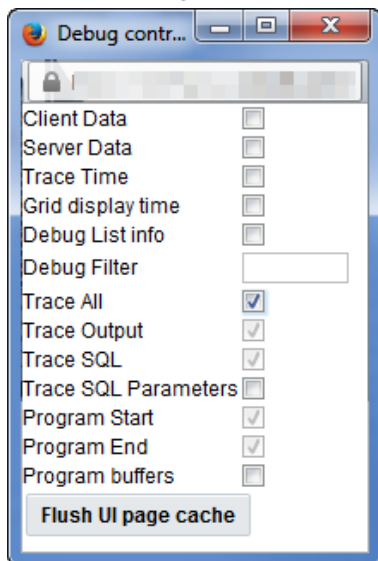 Debug contr...
Client Data
Server Data
Trace Time
Grid display time
Debug List info
Debug Filter
Trace All
Trace Output
Trace SQL
Trace SQL Parameters
Program Start
Program End
Program buffers
Flush UI page cache